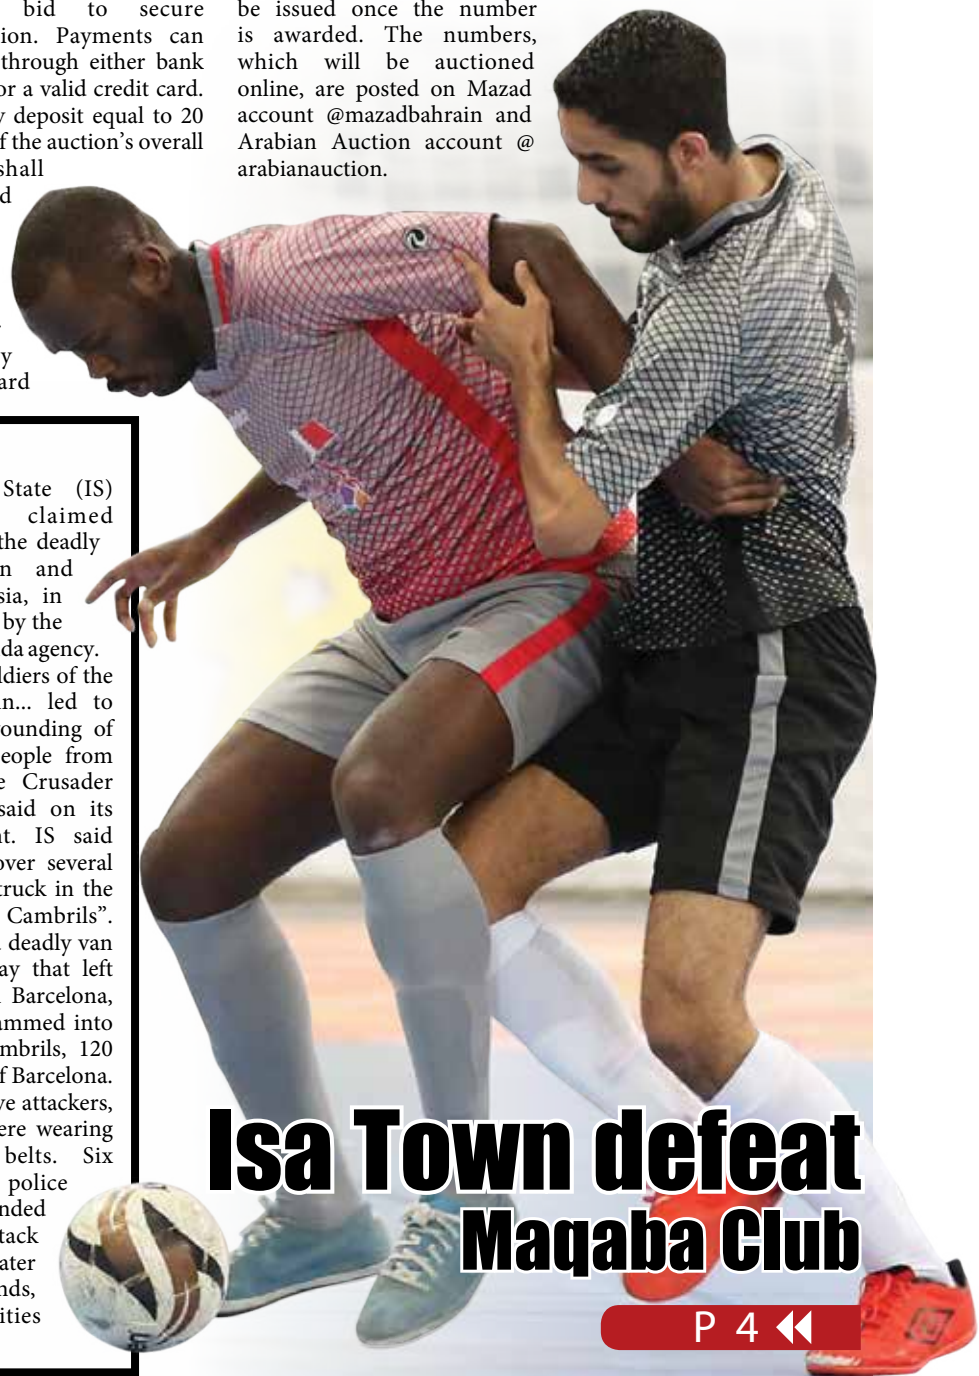 bid to secure
ion. Payments can
through either bank
or a valid credit card.
y deposit equal to 20
f the auction's overall
shall
d
y
ard
be issued once the number
is awarded. The numbers,
which will be auctioned
online, are posted on Mazad
account @mazadbahrain and
Arabian Auction account @
arabianauction.
State (IS)
claimed
the deadly
n and
sia, in
by the
da agency.
ldiers of the
in... led to
ounding of
eople from
e Crusader
said on its
nt. IS said
over several
truck in the
Cambrils”.
deadly van
ay that left
Barcelona,
ammed into
mbrils, 120
f Barcelona.
ve attackers,
ere wearing
belts. Six
police
nded
tack
ater
nds,
ities
Isa Town defeat
Maqaba Club
P 4